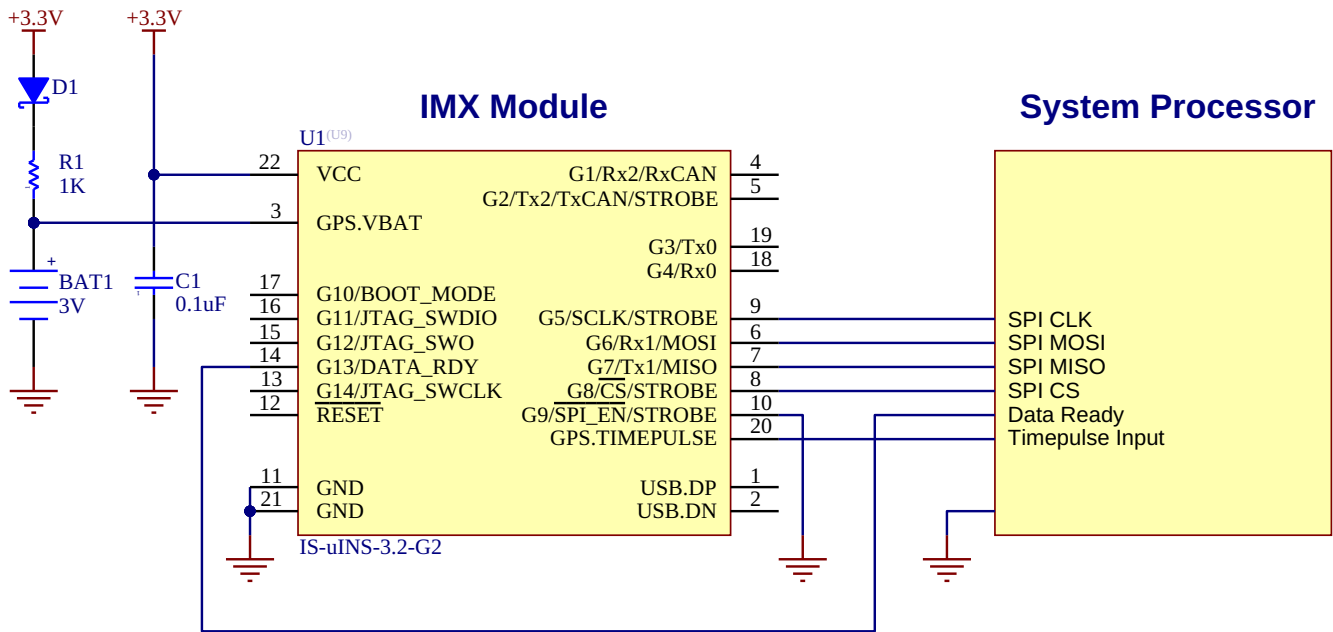 +3.3V
+3.3V
D1
R1
1K
BAT1
3V
+
C1
0.1uF
IMX Module
U1(U9)
22 VCC
3 GPS.VBAT
17 G10/BOOT_MODE
16 G11/JTAG_SWDIO
15 G12/JTAG_SWO
14 G13/DATA_RDY
13 G14/JTAG_SWCLK
12 RESET
11 GND
21 GND
G1/Rx2/RxCAN 4
G2/Tx2/TxCAN/STROBE 5
G3/Tx0 19
G4/Rx0 18
G5/SCLK/STROBE 9
G6/Rx1/MOSI 6
G7/Tx1/MISO 7
G8/CS/STROBE 8
G9/SPI_EN/STROBE 10
GPS.TIMEPULSE 20
USB.DP 1
USB.DN 2
IS-uINS-3.2-G2
System Processor
SPI CLK
SPI MOSI
SPI MISO
SPI CS
Data Ready
Timepulse Input